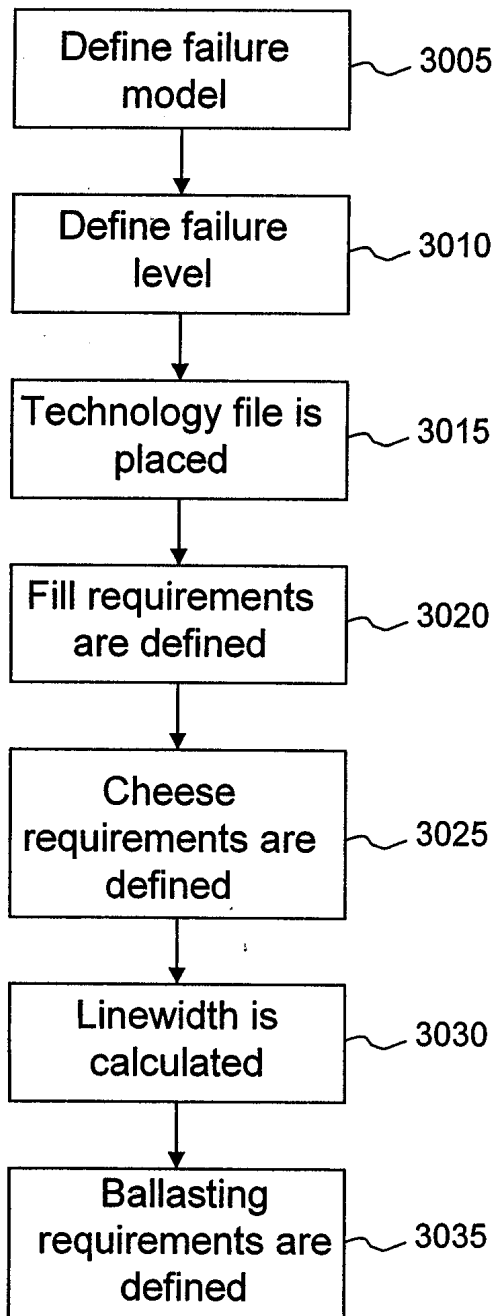 Define failure
model
3005
Define failure
level
3010
Technology file is
placed
3015
Fill requirements
are defined
3020
Cheese
requirements are
defined
3025
Linewidth is
calculated
3030
Ballasting
requirements are
defined
3035